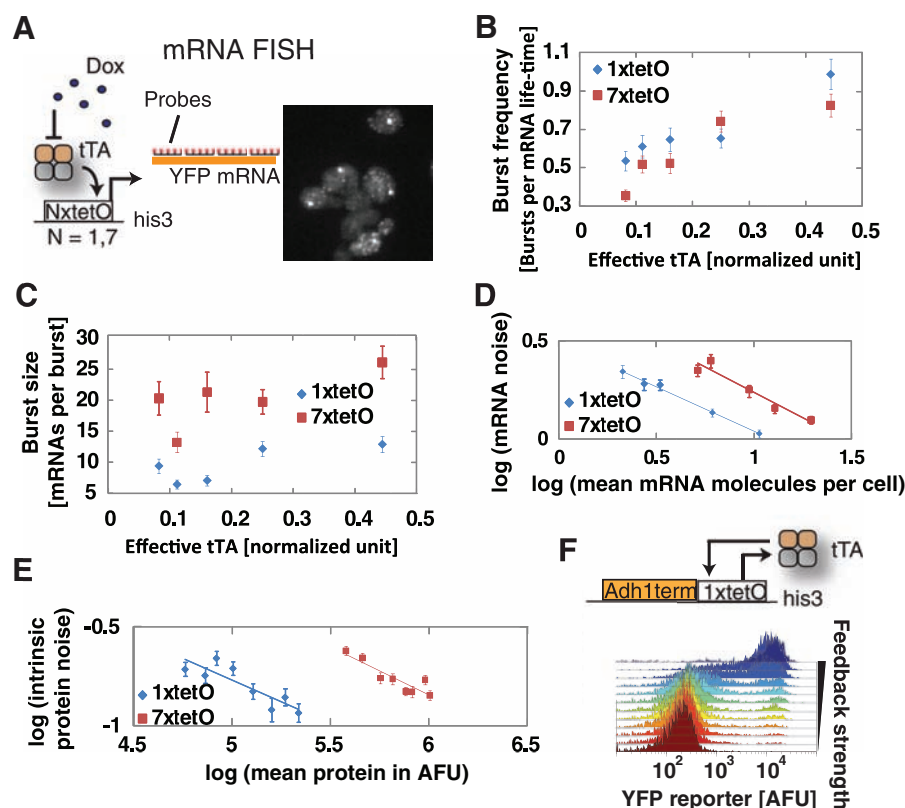 A
mRNA FISH
Dox
Probes
tTA
YFP mRNA
NxtetO
his3
N = 1,7
B
Burst frequency
[Bursts per mRNA life-time]
1.1
0.9
0.7
0.5
0.3
1xtetO
7xtetO
0 0.1 0.2 0.3 0.4 0.5
Effective tTA [normalized unit]
C
Burst size
[mRNAs per burst]
30
25
20
15
10
5
1xtetO
7xtetO
0 0.1 0.2 0.3 0.4 0.5
Effective tTA [normalized unit]
D
log (mRNA noise)
0.5
0
1xtetO
7xtetO
0 0.5 1 1.5
log (mean mRNA molecules per cell)
E
log (intrinsic
protein noise)
-0.5
-1
1xtetO
7xtetO
4.5 5 5.5 6 6.5
log (mean protein in AFU)
F
tTA
Adh1term
1xtetO
his3
Feedback strength
10² 10³ 10⁴
YFP reporter [AFU]